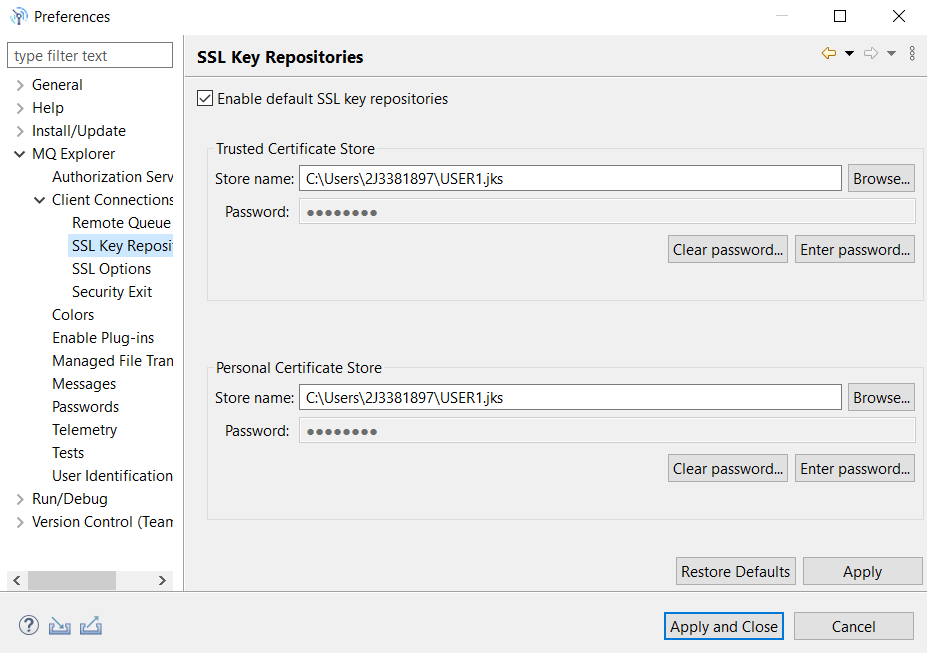 Preferences
type filter text
General
Help
Install/Update
MQ Explorer
Authorization Serv
Client Connections
Remote Queue
SSL Key Reposit
SSL Options
Security Exit
Colors
Enable Plug-ins
Managed File Tran
Messages
Passwords
Telemetry
Tests
User Identification
Run/Debug
Version Control (Team
SSL Key Repositories
Enable default SSL key repositories
Trusted Certificate Store
Store name: C:\Users\2J3381897\USER1.jks Browse...
Password: ●●●●●●●●
Clear password... Enter password...
Personal Certificate Store
Store name: C:\Users\2J3381897\USER1.jks Browse...
Password: ●●●●●●●●
Clear password... Enter password...
Restore Defaults Apply
? Apply and Close Cancel